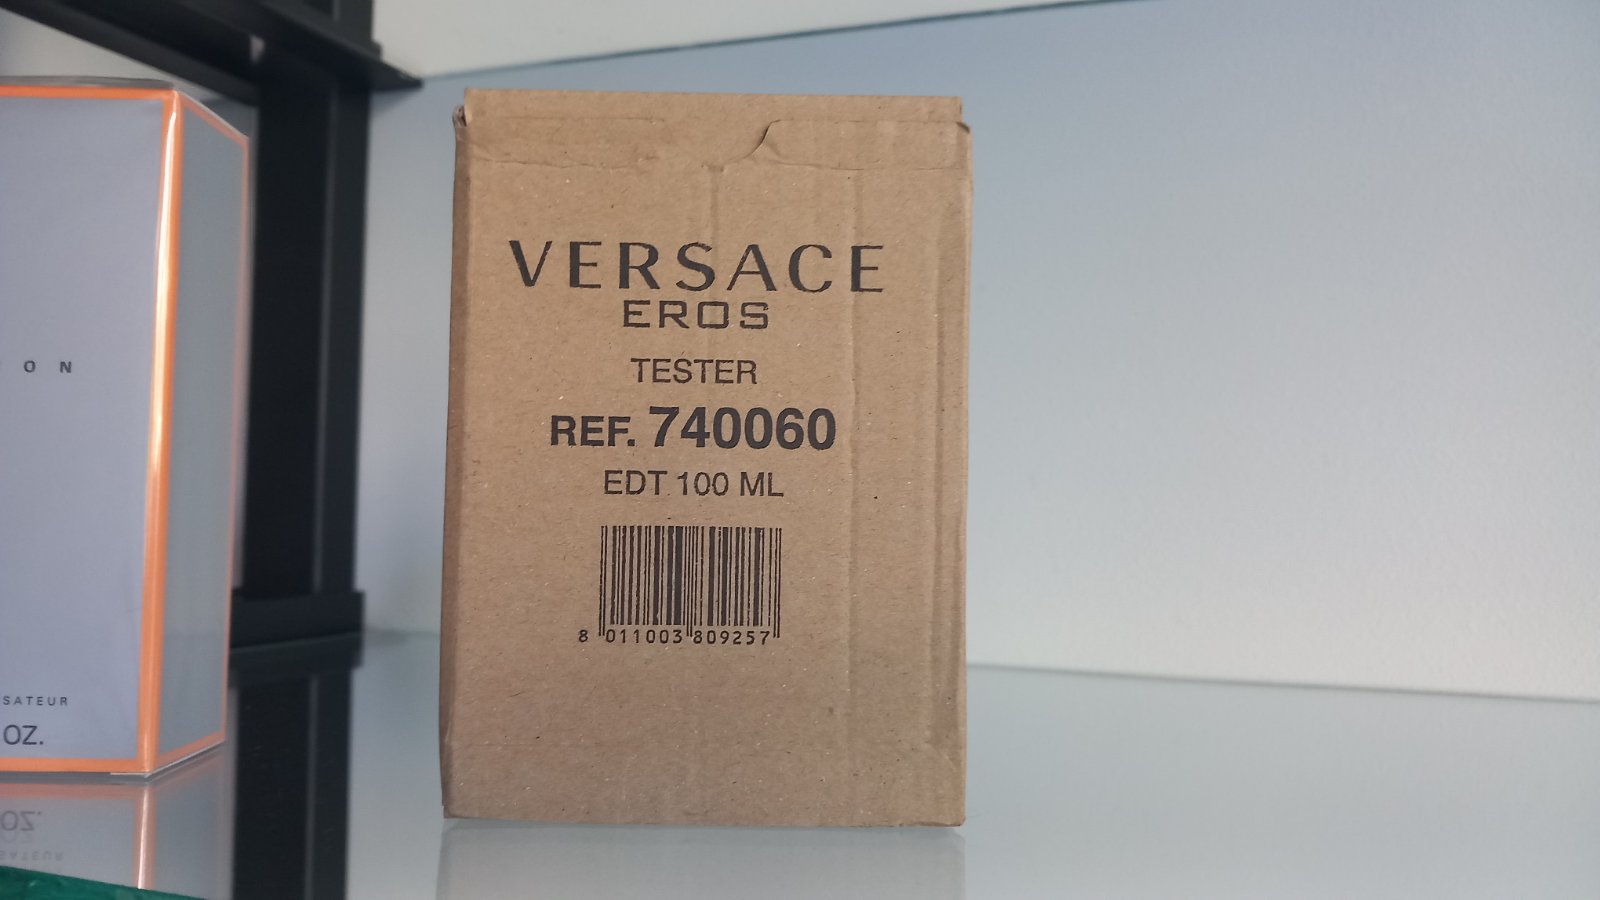 VERSACE
EROS
TESTER
REF. 740060
EDT 100 ML
8 011003 809257
O N
SATEUR
OZ.